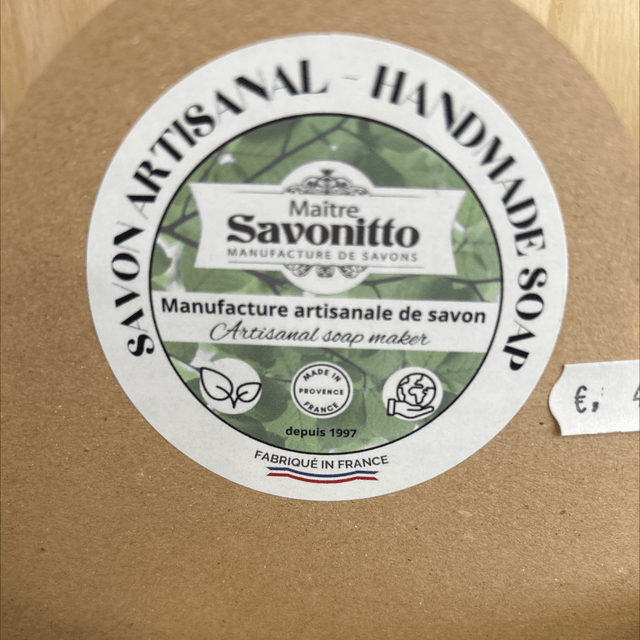 SAVON ARTISANAL - HANDMADE SOAP
Maître
Savonitto
MANUFACTURE DE SAVONS
Manufacture artisanale de savon
Artisanal soap maker
MADE IN
PROVENCE
FRANCE
depuis 1997
FABRIQUÉ IN FRANCE
€,